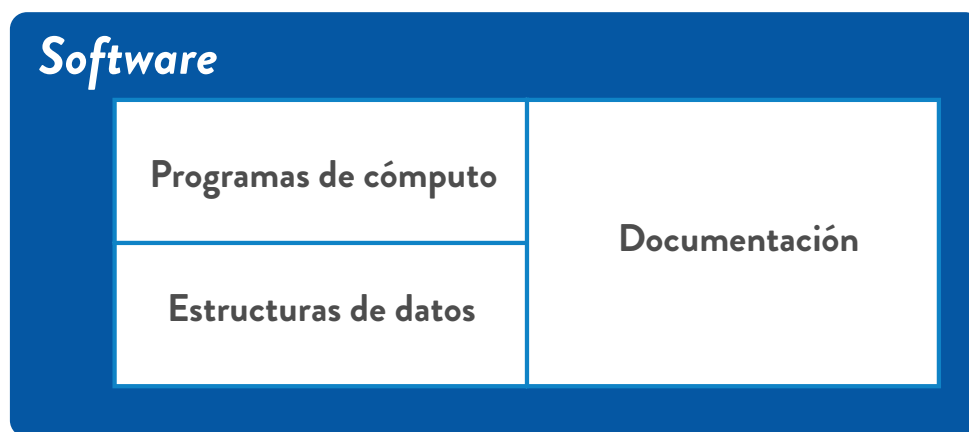 Software
Programas de cómputo
Estructuras de datos
Documentación